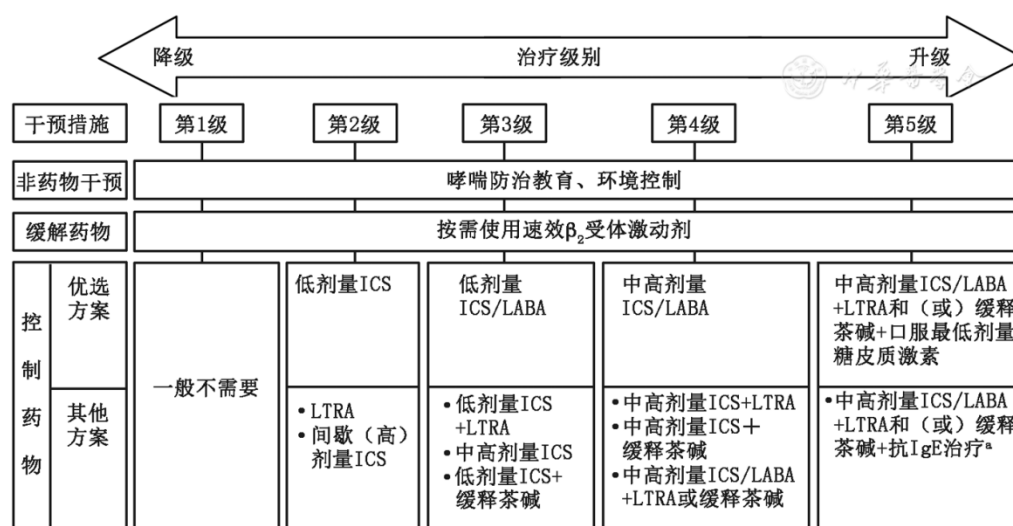 降级
治疗级别
升级
干预措施
第1级
第2级
第3级
第4级
第5级
非药物干预
哮喘防治教育、环境控制
缓解药物
按需使用速效β₂受体激动剂
控制药物
优选
方案
一般不需要
低剂量ICS
低剂量
ICS/LABA
中高剂量
ICS/LABA
中高剂量ICS/LABA
+LTRA和（或）缓释
茶碱+口服最低剂量
糖皮质激素
其他
方案
•LTRA
•间歇（高）
剂量ICS
•低剂量ICS
+LTRA
•中高剂量ICS
•低剂量ICS+
缓释茶碱
•中高剂量ICS+LTRA
•中高剂量ICS+
缓释茶碱
•中高剂量ICS/LABA
+LTRA或缓释茶碱
•中高剂量ICS/LABA
+LTRA和（或）缓释
茶碱+抗IgE治疗ᵃ